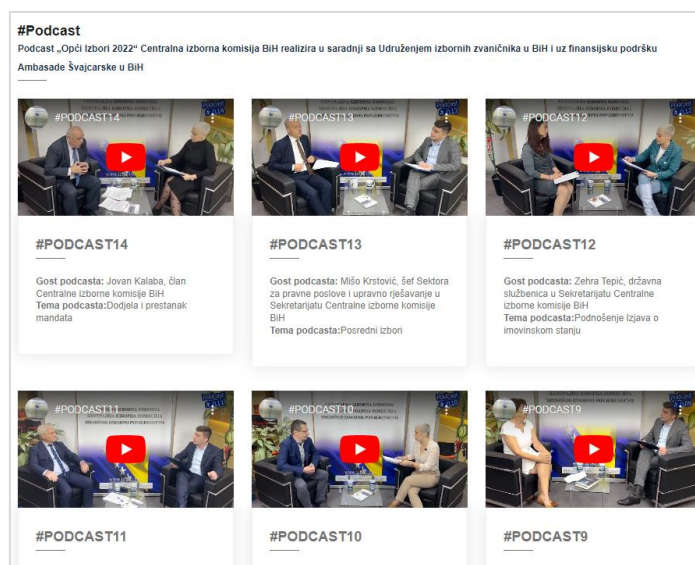 #Podcast
Podcast „Opći Izbori 2022“ Centralna izborna komisija BiH realizira u saradnji sa Udruženjem izbornih zvaničnika u BiH i uz finansijsku podršku
Ambasade Švajcarske u BiH
#PODCAST14
#PODCAST13
#PODCAST12
#PODCAST14
Gost podcasta: Jovan Kalaba, član
Centralne izborne komisije BiH
Tema podcasta:Dodjela i prestanak
mandata
#PODCAST13
Gost podcasta: Mišo Krstović, šef Sektora
za pravne poslove i upravno rješavanje u
Sekretarijatu Centralne izborne komisije
BiH
Tema podcasta:Posredni izbori
#PODCAST12
Gost podcasta: Zehra Tepić, državna
službenica u Sekretarijatu Centralne
izborne komisije BiH
Tema podcasta:Podnošenje Izjava o
imovinskom stanju
#PODCAST11
#PODCAST10
#PODCAST9
#PODCAST11
#PODCAST10
#PODCAST9